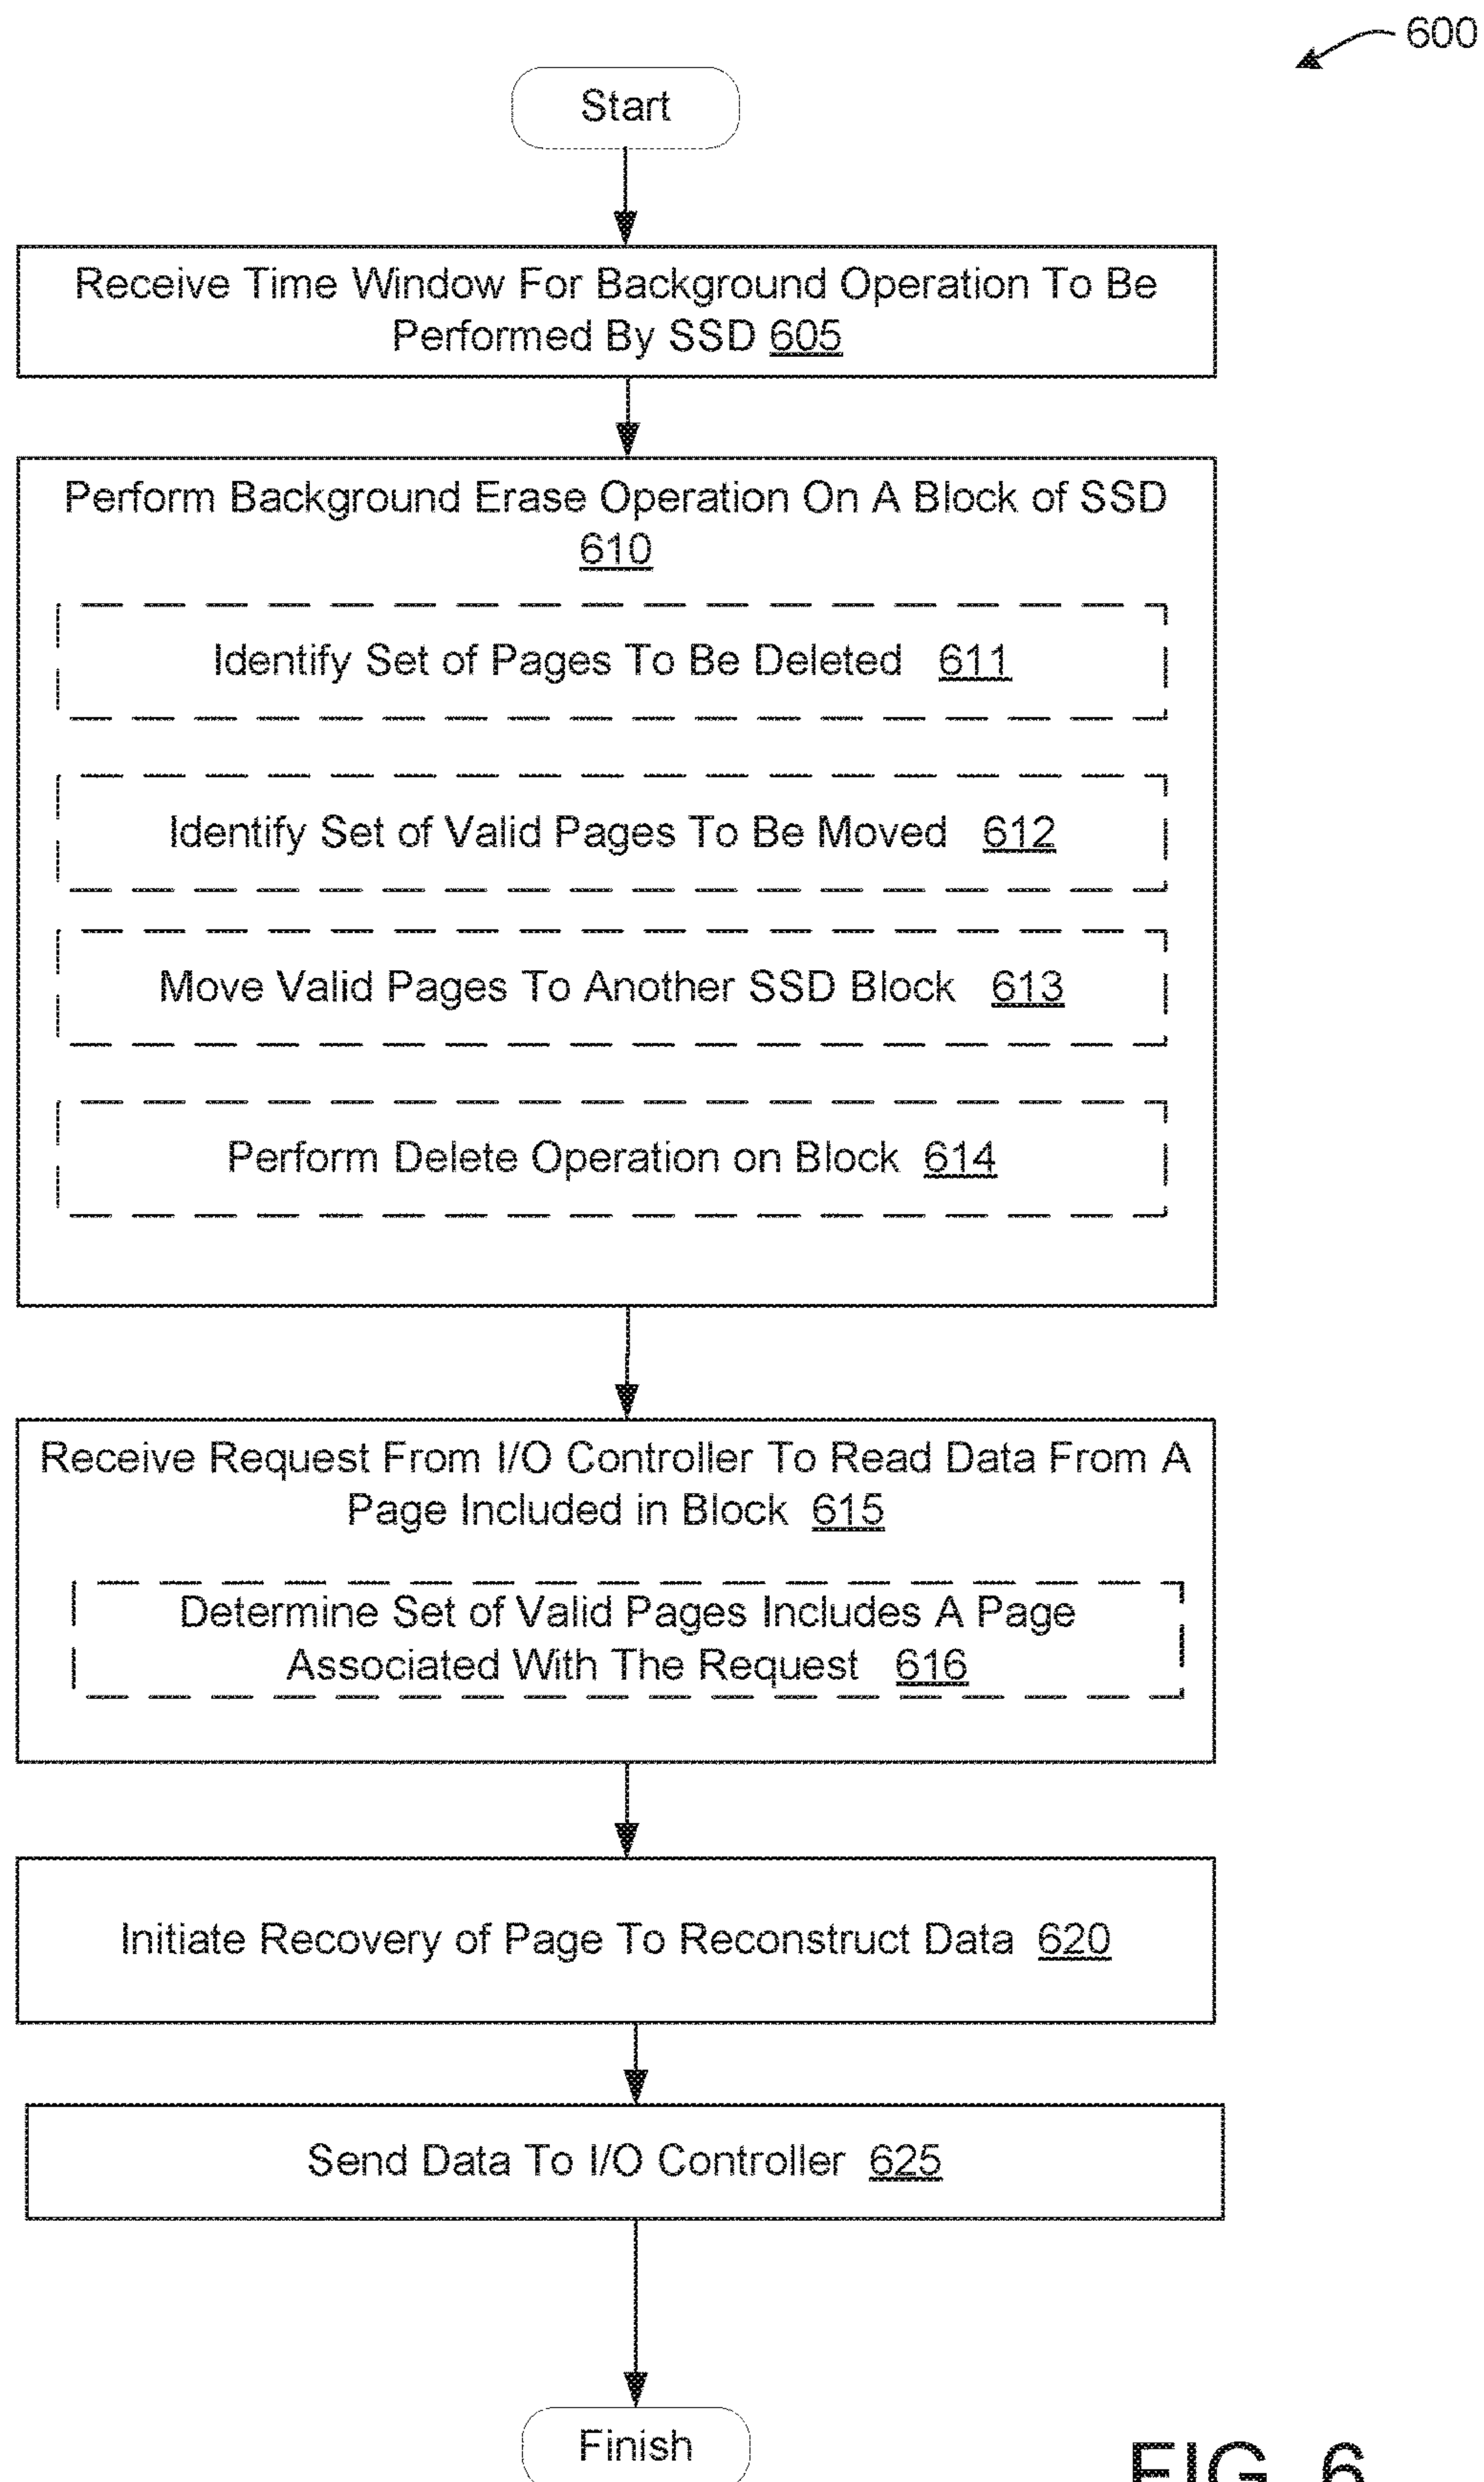 600
Start
Receive Time Window For Background Operation To Be
Performed By SSD 605
Perform Background Erase Operation On A Block of SSD
610
Identify Set of Pages To Be Deleted 611
Identify Set of Valid Pages To Be Moved 612
Move Valid Pages To Another SSD Block 613
Perform Delete Operation on Block 614
Receive Request From I/O Controller To Read Data From A
Page Included in Block 615
Determine Set of Valid Pages Includes A Page
Associated With The Request 616
Initiate Recovery of Page To Reconstruct Data 620
Send Data To I/O Controller 625
Finish
FIG. 6